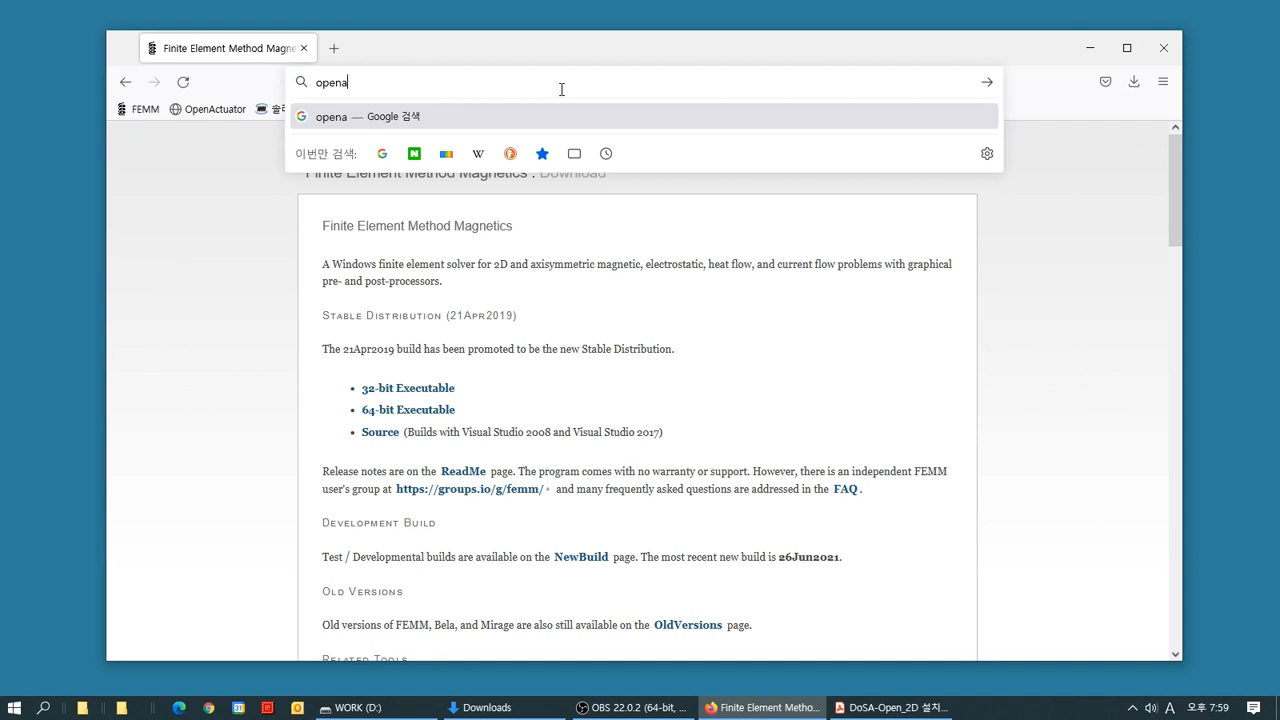 Finite Element Method Magne
opena
FEMM
OpenActuator
솔
opena — Google 검색
이번만 검색:
Finite Element Method Magnetics : Download
Finite Element Method Magnetics
A Windows finite element solver for 2D and axisymmetric magnetic, electrostatic, heat flow, and current flow problems with graphical
pre- and post-processors.
Stable Distribution (21Apr2019)
The 21Apr2019 build has been promoted to be the new Stable Distribution.
• 32-bit Executable
• 64-bit Executable
• Source (Builds with Visual Studio 2008 and Visual Studio 2017)
Release notes are on the ReadMe page. The program comes with no warranty or support. However, there is an independent FEMM
user's group at https://groups.io/g/femm/ and many frequently asked questions are addressed in the FAQ.
Development Build
Test / Developmental builds are available on the NewBuild page. The most recent new build is 26Jun2021.
Old Versions
Old versions of FEMM, Bela, and Mirage are also still available on the OldVersions page.
Related Tools
WORK (D:)
Downloads
OBS 22.0.2 (64-bit, ...
Finite Element Metho...
DoSA-Open_2D 설치...
A
오후 7:59